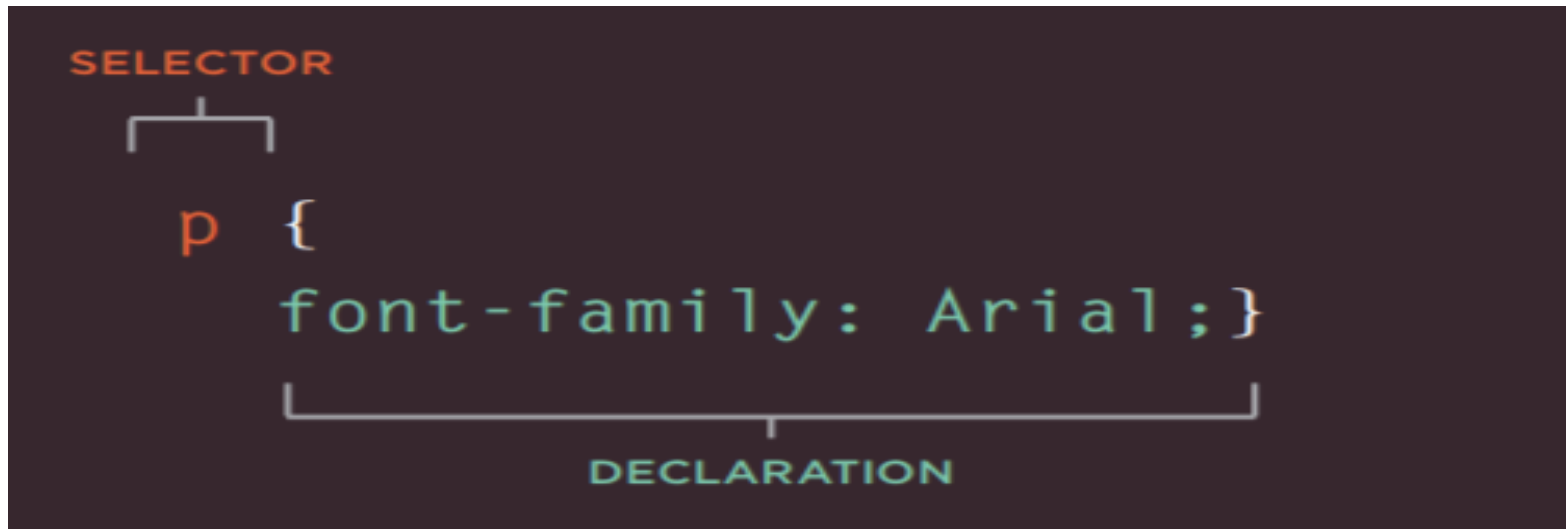 SELECTOR
p {
font-family: Arial;}
DECLARATION